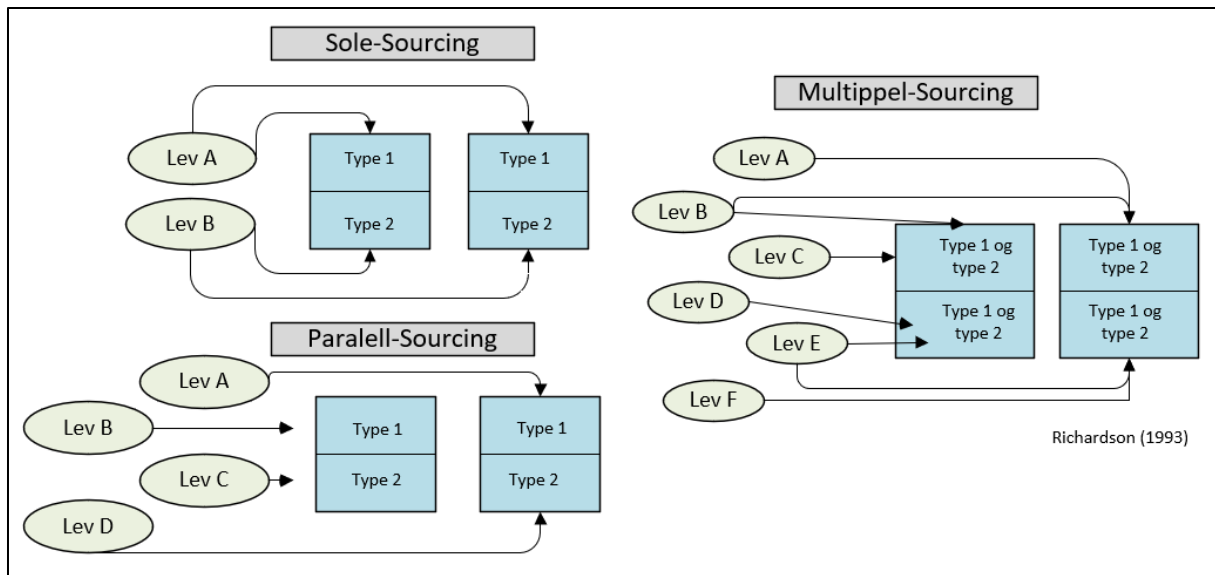 Sole-Sourcing
Lev A
Type 1
Type 1
Lev B
Type 2
Type 2
Paralell-Sourcing
Lev A
Lev B
Type 1
Type 1
Lev C
Type 2
Type 2
Lev D
Multippel-Sourcing
Lev A
Lev B
Lev C
Type 1 og
type 2
Type 1 og
type 2
Lev D
Type 1 og
type 2
Type 1 og
type 2
Lev E
Lev F
Richardson (1993)